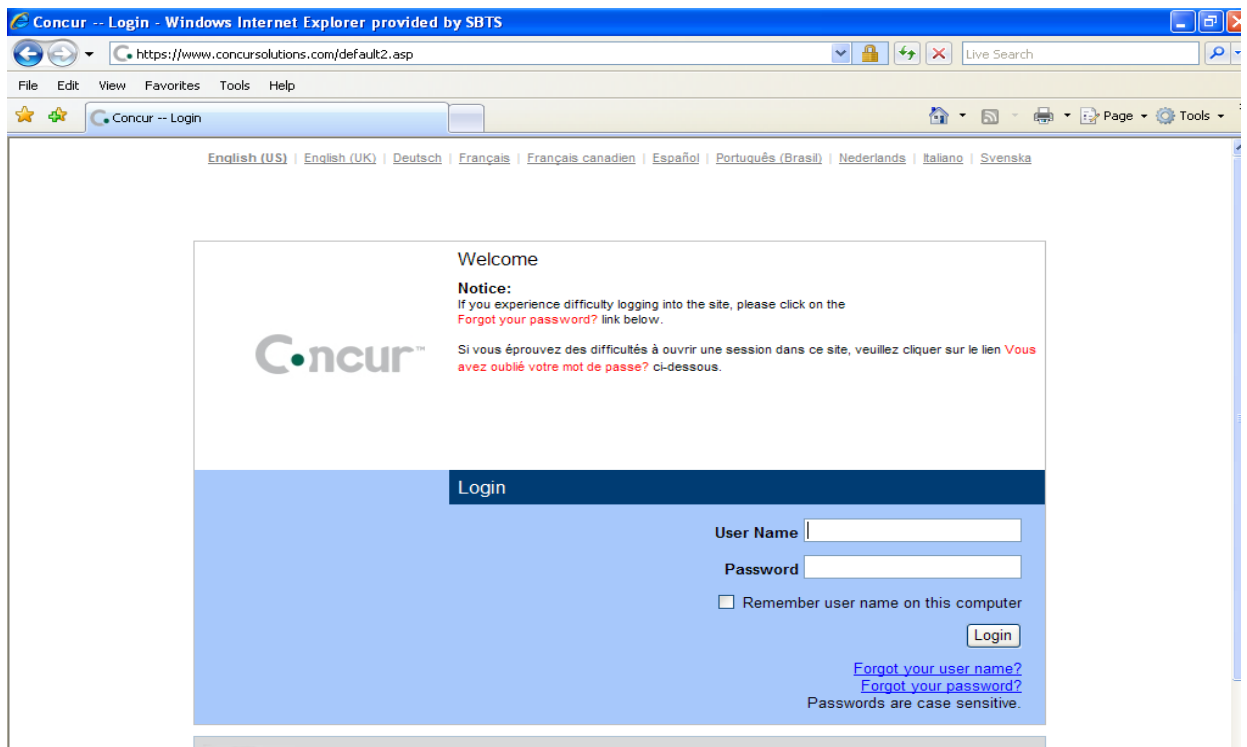 Concur -- Login - Windows Internet Explorer provided by SBTS
https://www.concursolutions.com/default2.asp
Live Search
File Edit View Favorites Tools Help
Concur -- Login
Page Tools
English (US) | English (UK) | Deutsch | Français | Français canadien | Español | Português (Brasil) | Nederlands | Italiano | Svenska
Welcome
Notice:
If you experience difficulty logging into the site, please click on the
Forgot your password? link below.
Concur™
Si vous éprouvez des difficultés à ouvrir une session dans ce site, veuillez cliquer sur le lien Vous
avez oublié votre mot de passe? ci-dessous.
Login
User Name
Password
Remember user name on this computer
Login
Forgot your user name?
Forgot your password?
Passwords are case sensitive.